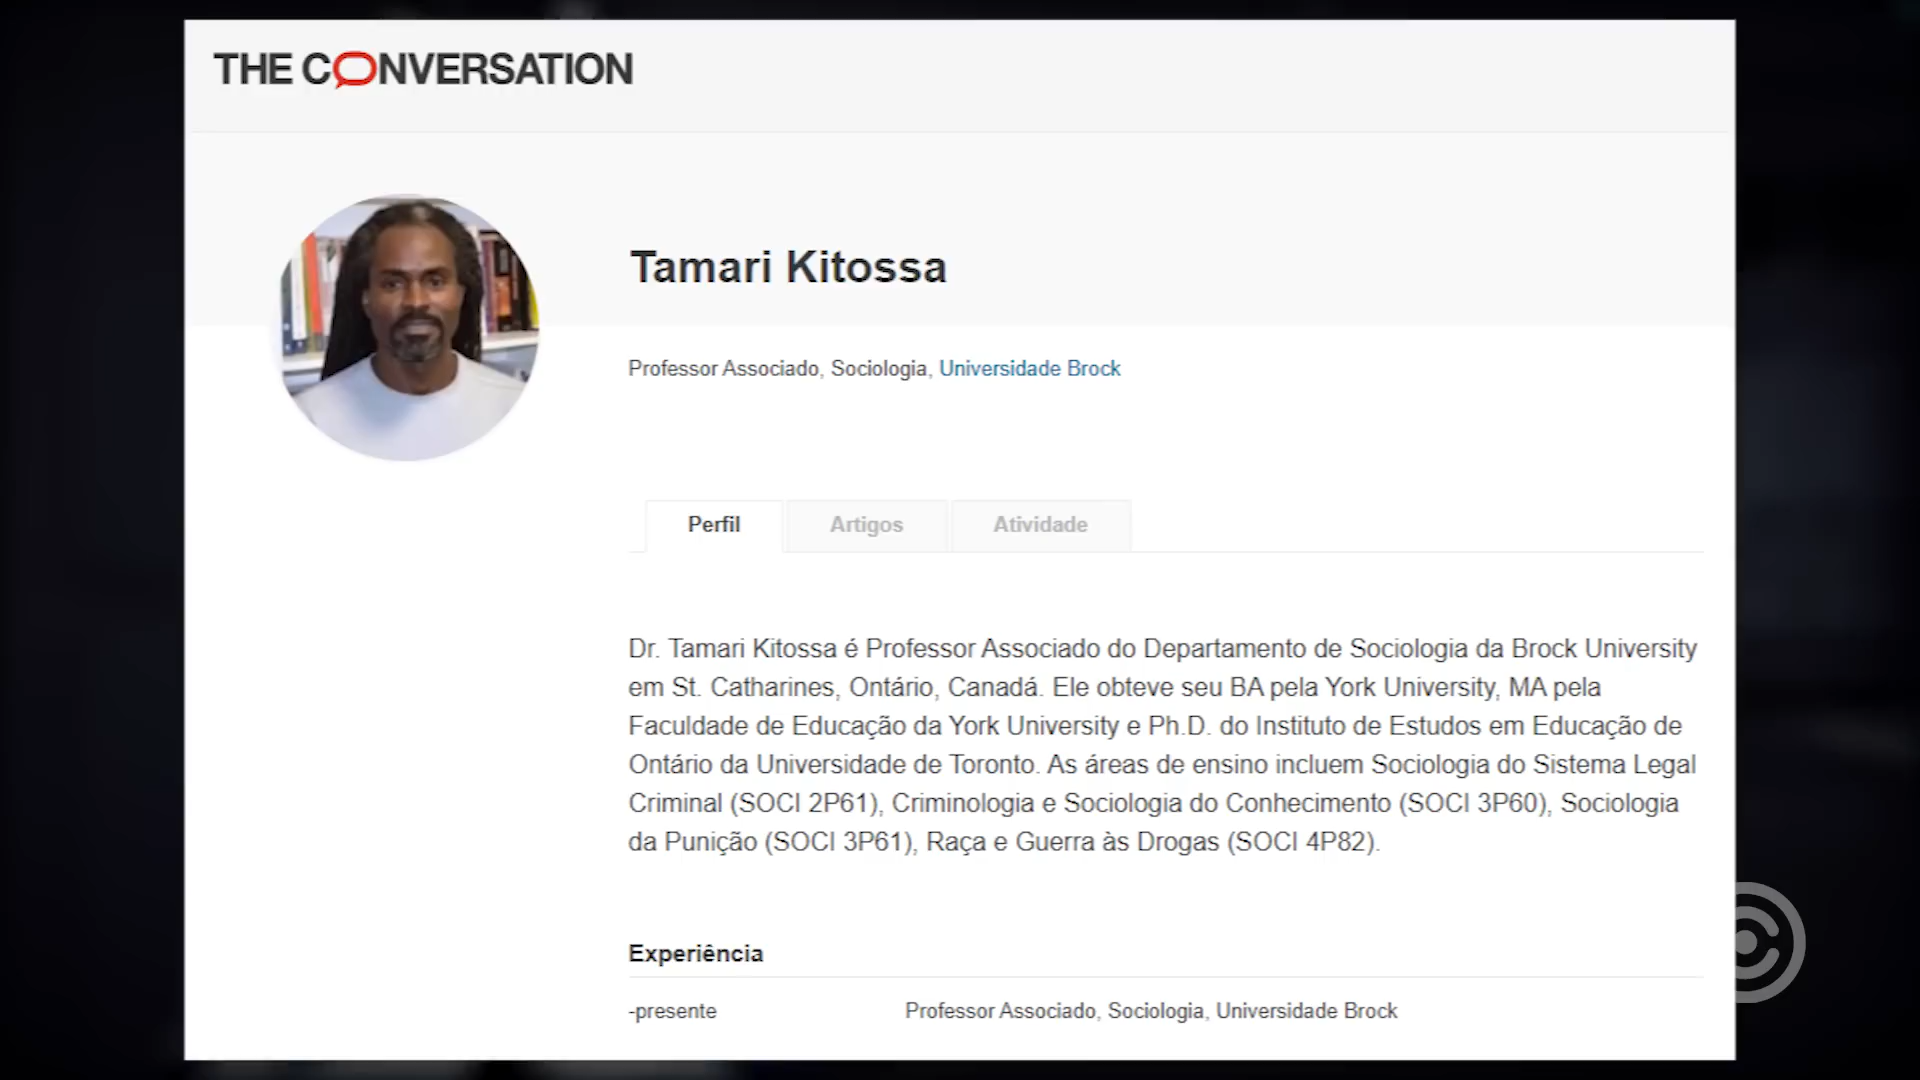 THE CONVERSATION
Tamari Kitossa
Professor Associado, Sociologia, Universidade Brock
Perfil
Artigos
Atividade
Dr. Tamari Kitossa é Professor Associado do Departamento de Sociologia da Brock University
em St. Catharines, Ontário, Canadá. Ele obteve seu BA pela York University, MA pela
Faculdade de Educação da York University e Ph.D. do Instituto de Estudos em Educação de
Ontário da Universidade de Toronto. As áreas de ensino incluem Sociologia do Sistema Legal
Criminal (SOCI 2P61), Criminologia e Sociologia do Conhecimento (SOCI 3P60), Sociologia
da Punição (SOCI 3P61), Raça e Guerra às Drogas (SOCI 4P82).
Experiência
-presente
Professor Associado, Sociologia, Universidade Brock